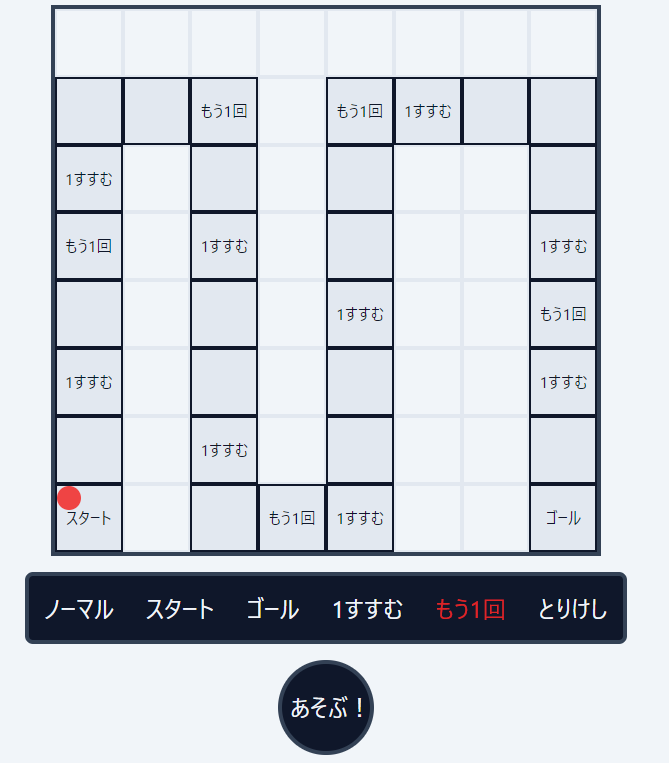 もう1回 もう1回 1すすむ
1すすむ
もう1回 1すすむ 1すすむ
1すすむ もう1回
1すすむ 1すすむ
1すすむ
スタート もう1回 1すすむ ゴール
ノーマル スタート ゴール 1すすむ もう1回 とりけし
あそぶ!